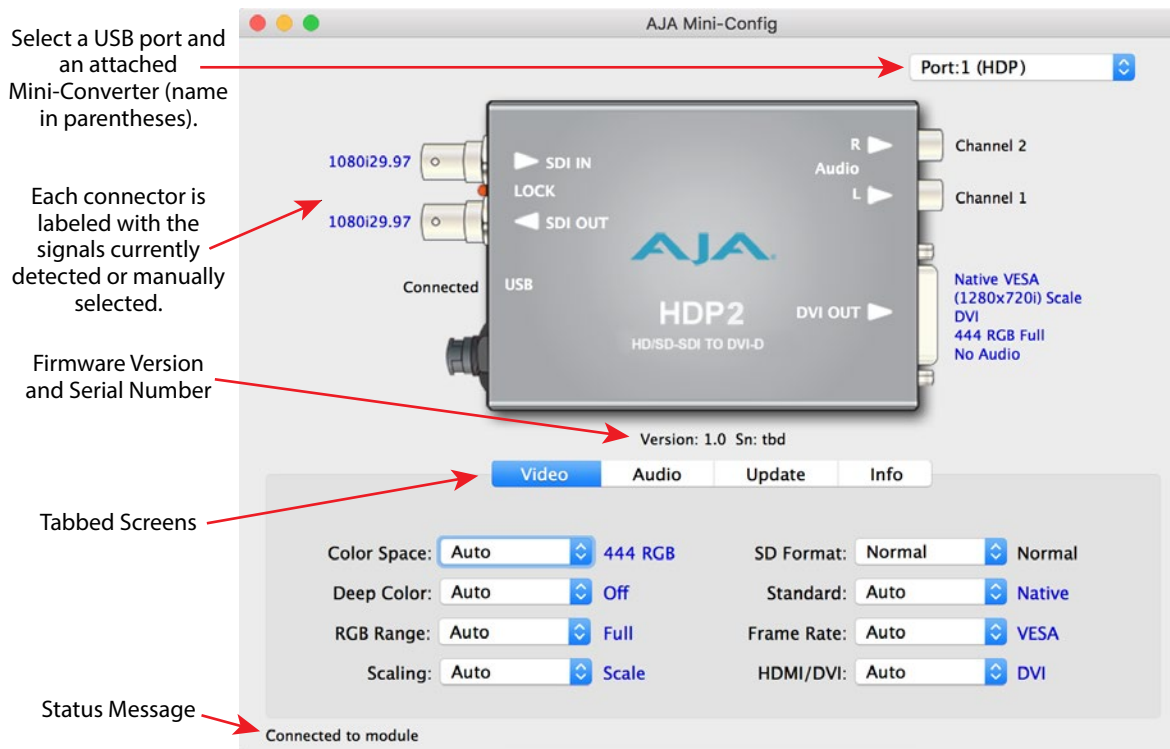 AJA Mini-Config
Select a USB port and
an attached
Mini-Converter (name
in parentheses).
Port:1 (HDP)
Each connector is
labeled with the
signals currently
detected or manually
selected.
1080i29.97
SDI IN
LOCK
1080i29.97
SDI OUT
Connected
USB
R
Audio
L
Channel 2
Channel 1
AJA.
HDP2
HD/SD-SDI TO DVI-D
DVI OUT
Native VESA
(1280x720i) Scale
DVI
444 RGB Full
No Audio
Firmware Version
and Serial Number
Version: 1.0 Sn: tbd
Tabbed Screens
Video Audio Update Info
Color Space: Auto 444 RGB
Deep Color: Auto Off
RGB Range: Auto Full
Scaling: Auto Scale
SD Format: Normal Normal
Standard: Auto Native
Frame Rate: Auto VESA
HDMI/DVI: Auto DVI
Status Message
Connected to module